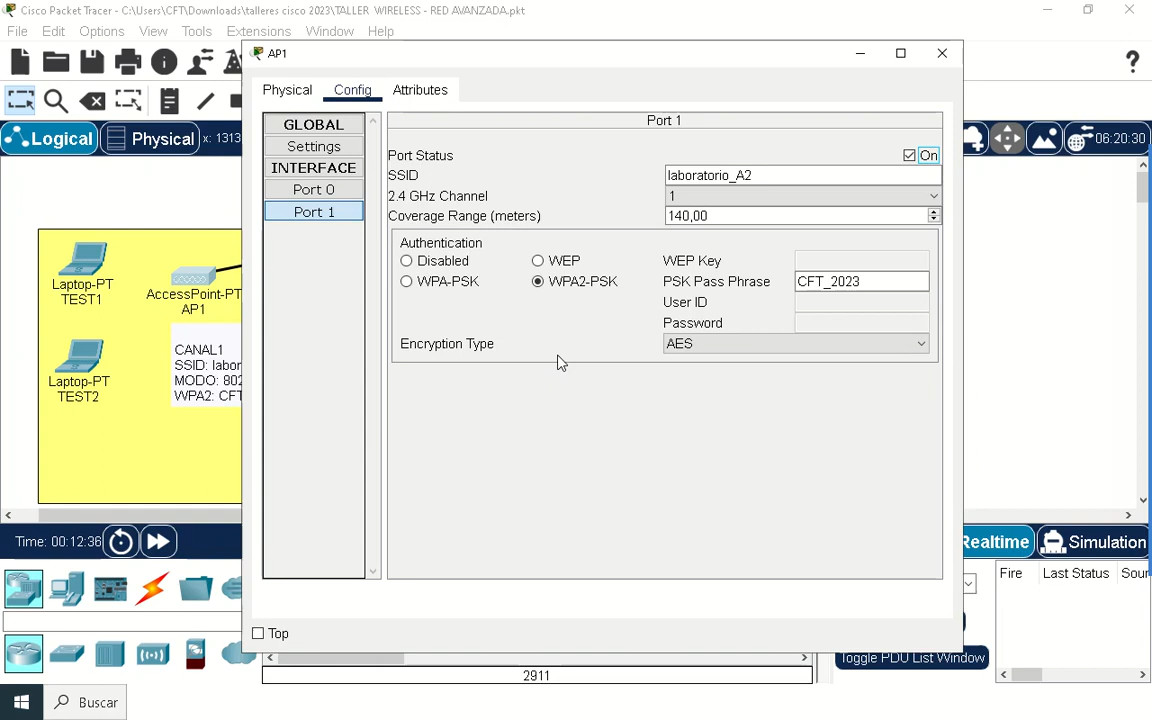 Cisco Packet Tracer - C:\Users\CFT\Downloads\talleres cisco 2023\TALLER WIRELESS - RED AVANZADA.pkt
File Edit Options View Tools Extensions Window Help
AP1
?
Physical Config Attributes
Logical Physical x: 1313 06:20:30
GLOBAL
Settings
INTERFACE
Port 0
Port 1
Port 1
Port Status On
SSID laboratorio_A2
2.4 GHz Channel 1
Coverage Range (meters) 140,00
Authentication
Disabled WEP WEP Key
WPA-PSK WPA2-PSK PSK Pass Phrase CFT_2023
User ID
Password
Encryption Type AES
Laptop-PT
TEST1
AccessPoint-PT
AP1
Laptop-PT
TEST2
CANAL1
SSID: labor
MODO: 802
WPA2: CFT
Time: 00:12:36 Realtime Simulation
Fire Last Status Sour
Top
Toggle PDU List Window
2911
Buscar